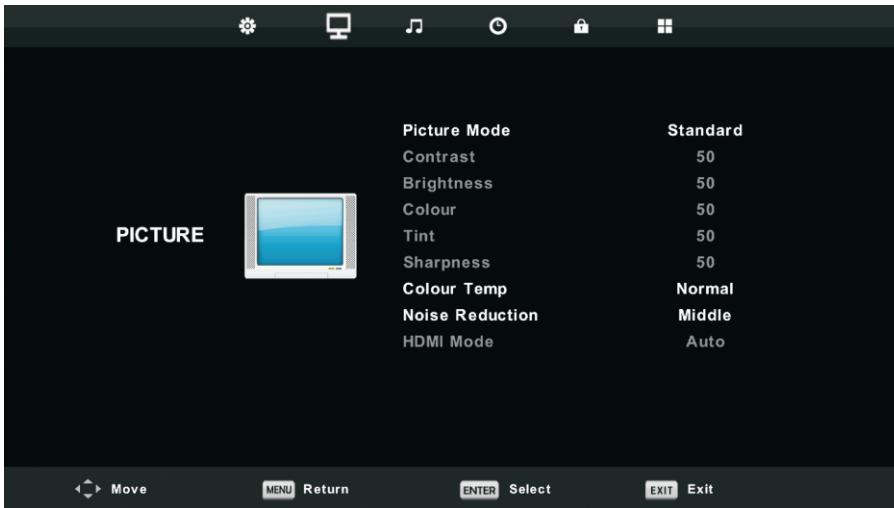 Picture Mode Standard
Contrast 50
Brightness 50
Colour 50
PICTURE
Tint 50
Sharpness 50
Colour Temp Normal
Noise Reduction Middle
HDMI Mode Auto
Move MENU Return ENTER Select EXIT Exit